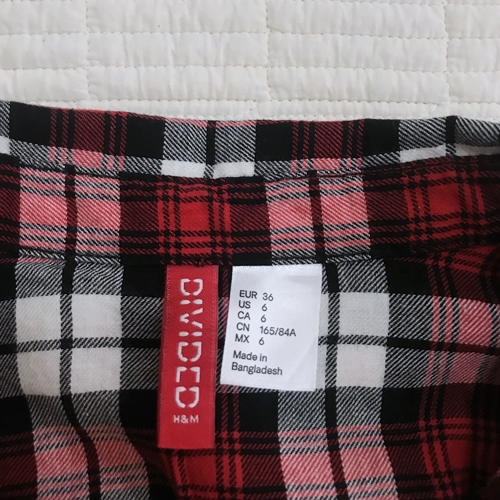 DIVIDED
H&M
EUR 36
US 6
CA 6
CN 165/84A
MX 6
Made in
Bangladesh